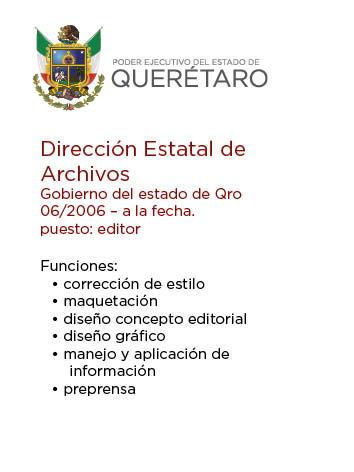 PODER EJECUTIVO DEL ESTADO DE
QUERÉTARO
Dirección Estatal de
Archivos
Gobierno del estado de Qro
06/2006 – a la fecha.
puesto: editor
Funciones:
• corrección de estilo
• maquetación
• diseño concepto editorial
• diseño gráfico
• manejo y aplicación de
información
• preprensa